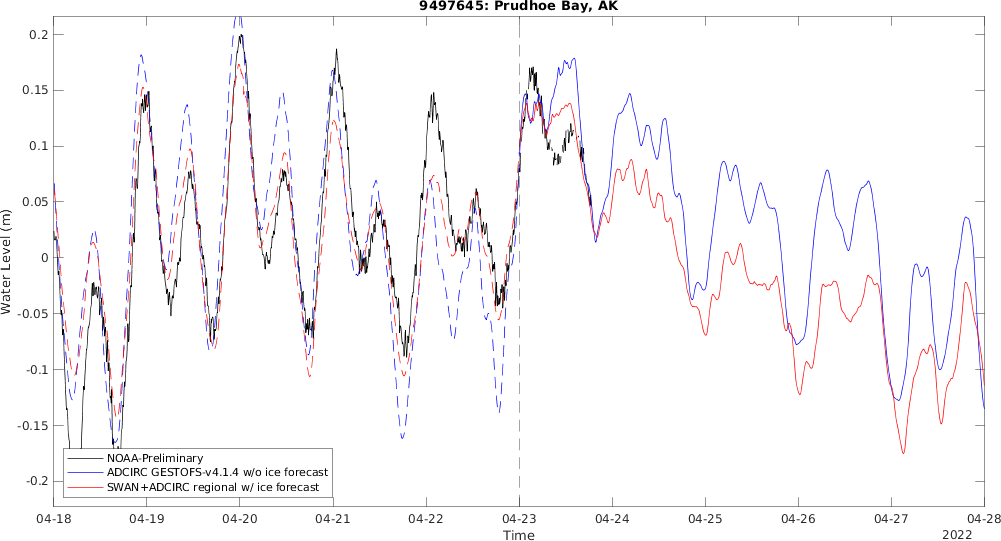 9497645: Prudhoe Bay, AK
0.2
0.15
0.1
0.05
0
-0.05
-0.1
-0.15
-0.2
Water Level (m)
NOAA-Preliminary
ADCIRC GESTOFS-v4.1.4 w/o ice forecast
SWAN+ADCIRC regional w/ ice forecast
04-18 04-19 04-20 04-21 04-22 04-23 04-24 04-25 04-26 04-27 04-28
Time
2022